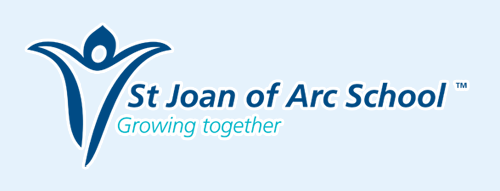 St Joan of Arc School ™
Growing together